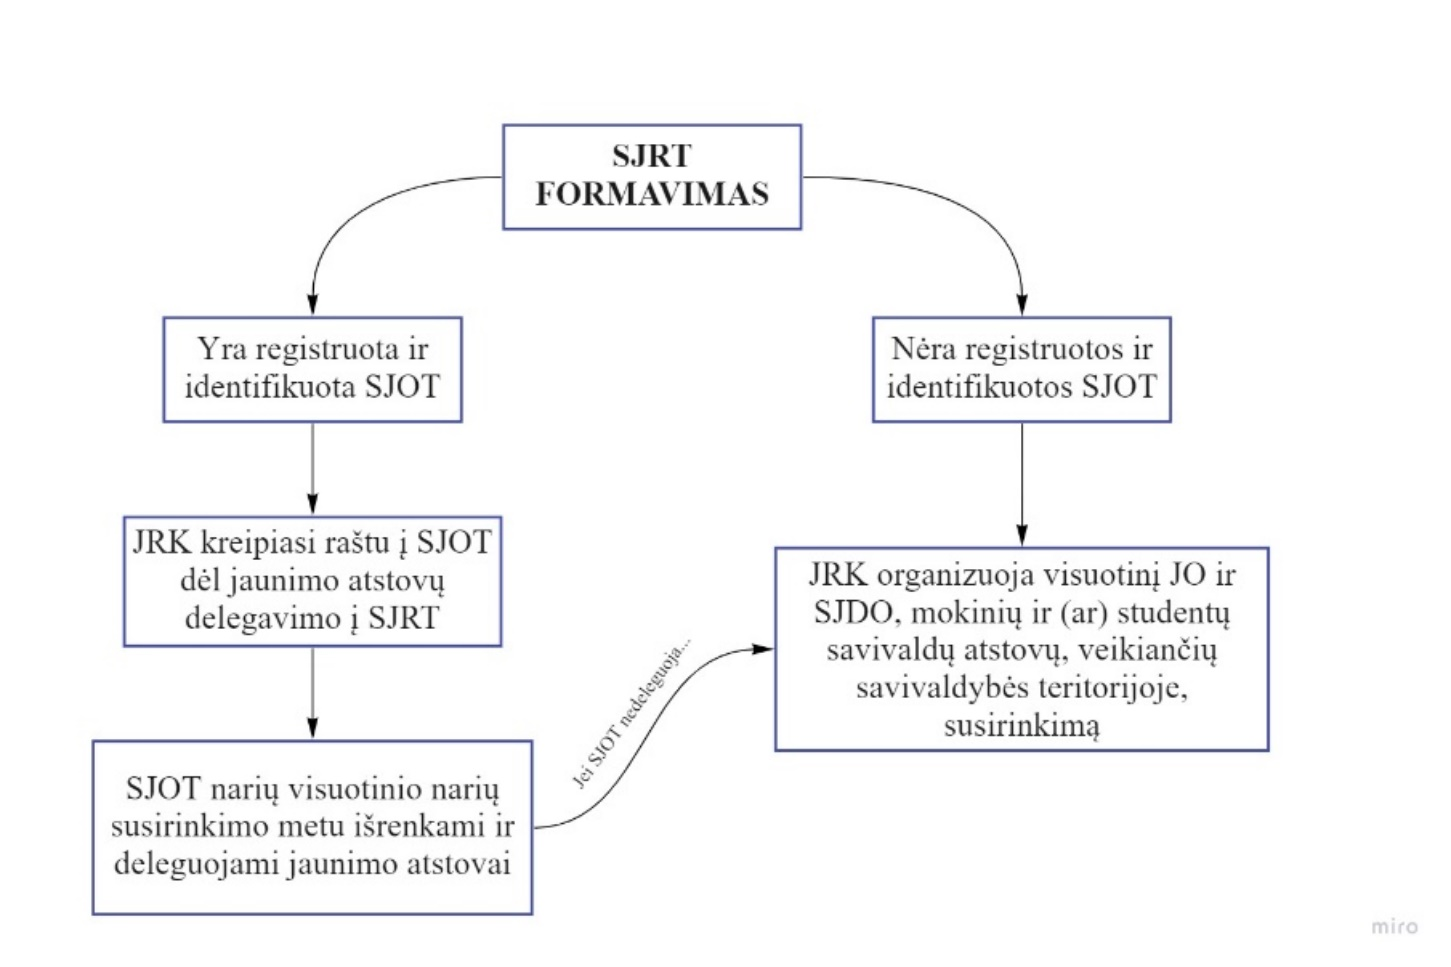 SJRT
FORMAVIMAS
Yra registruota ir
identifikuota SJOT
Nėra registruotos ir
identifikuotos SJOT
JRK kreipiasi raštu į SJOT
dėl jaunimo atstovų
delegavimo į SJRT
JRK organizuoja visuotinį JO ir
SJDO, mokinių ir (ar) studentų
savivaldų atstovų, veikiančių
savivaldybės teritorijoje,
susirinkimą
Jei SJOT nedeleguoja...
SJOT narių visuotinio narių
susirinkimo metu išrenkami ir
deleguojami jaunimo atstovai
miro